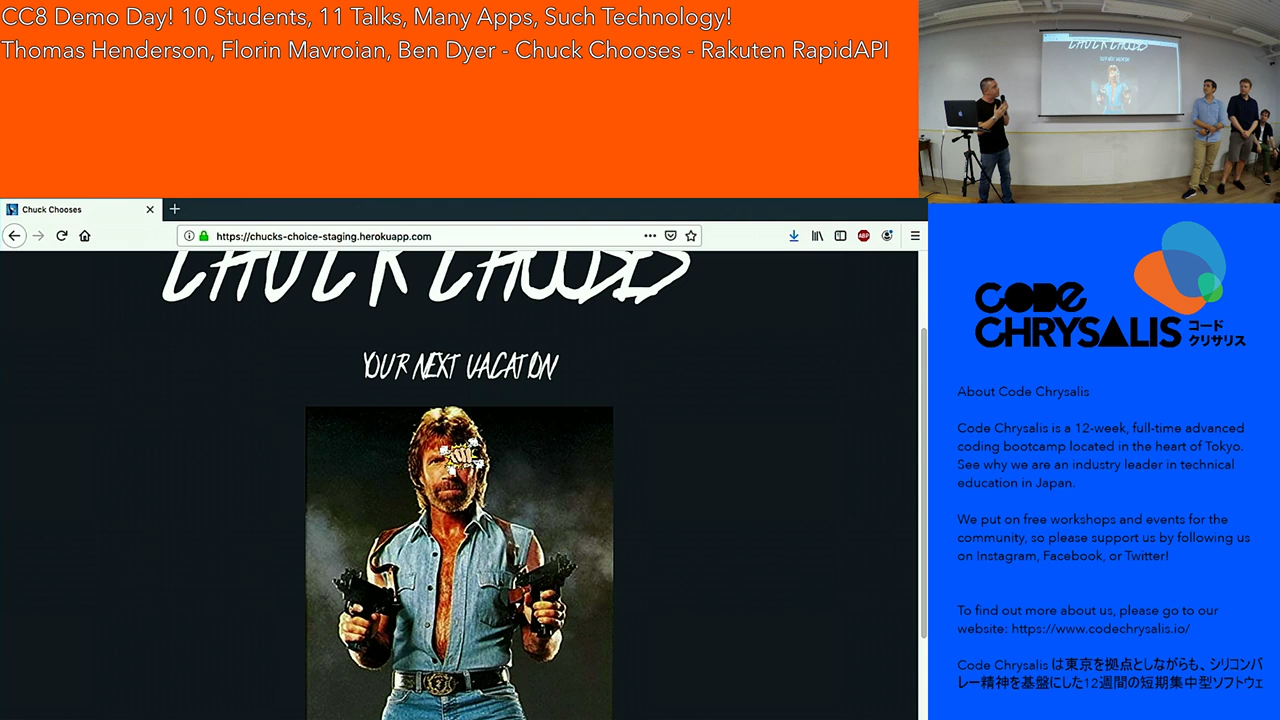 CC8 Demo Day! 10 Students, 11 Talks, Many Apps, Such Technology!
Thomas Henderson, Florin Mavroian, Ben Dyer - Chuck Chooses - Rakuten RapidAPI
CHUCK CHOOSES
YOUR NEXT VACATION
Chuck Chooses
https://chucks-choice-staging.herokuapp.com
ABP
CHUCK CHOOSES
YOUR NEXT VACATION
CODE
CHRYSALIS
コード
クリサリス
About Code Chrysalis
Code Chrysalis is a 12-week, full-time advanced
coding bootcamp located in the heart of Tokyo.
See why we are an industry leader in technical
education in Japan.
We put on free workshops and events for the
community, so please support us by following us
on Instagram, Facebook, or Twitter!
To find out more about us, please go to our
website: https://www.codechrysalis.io/
Code Chrysalis は東京を拠点としながらも、シリコンバ
レー精神を基盤にした12週間の短期集中型ソフトウェ